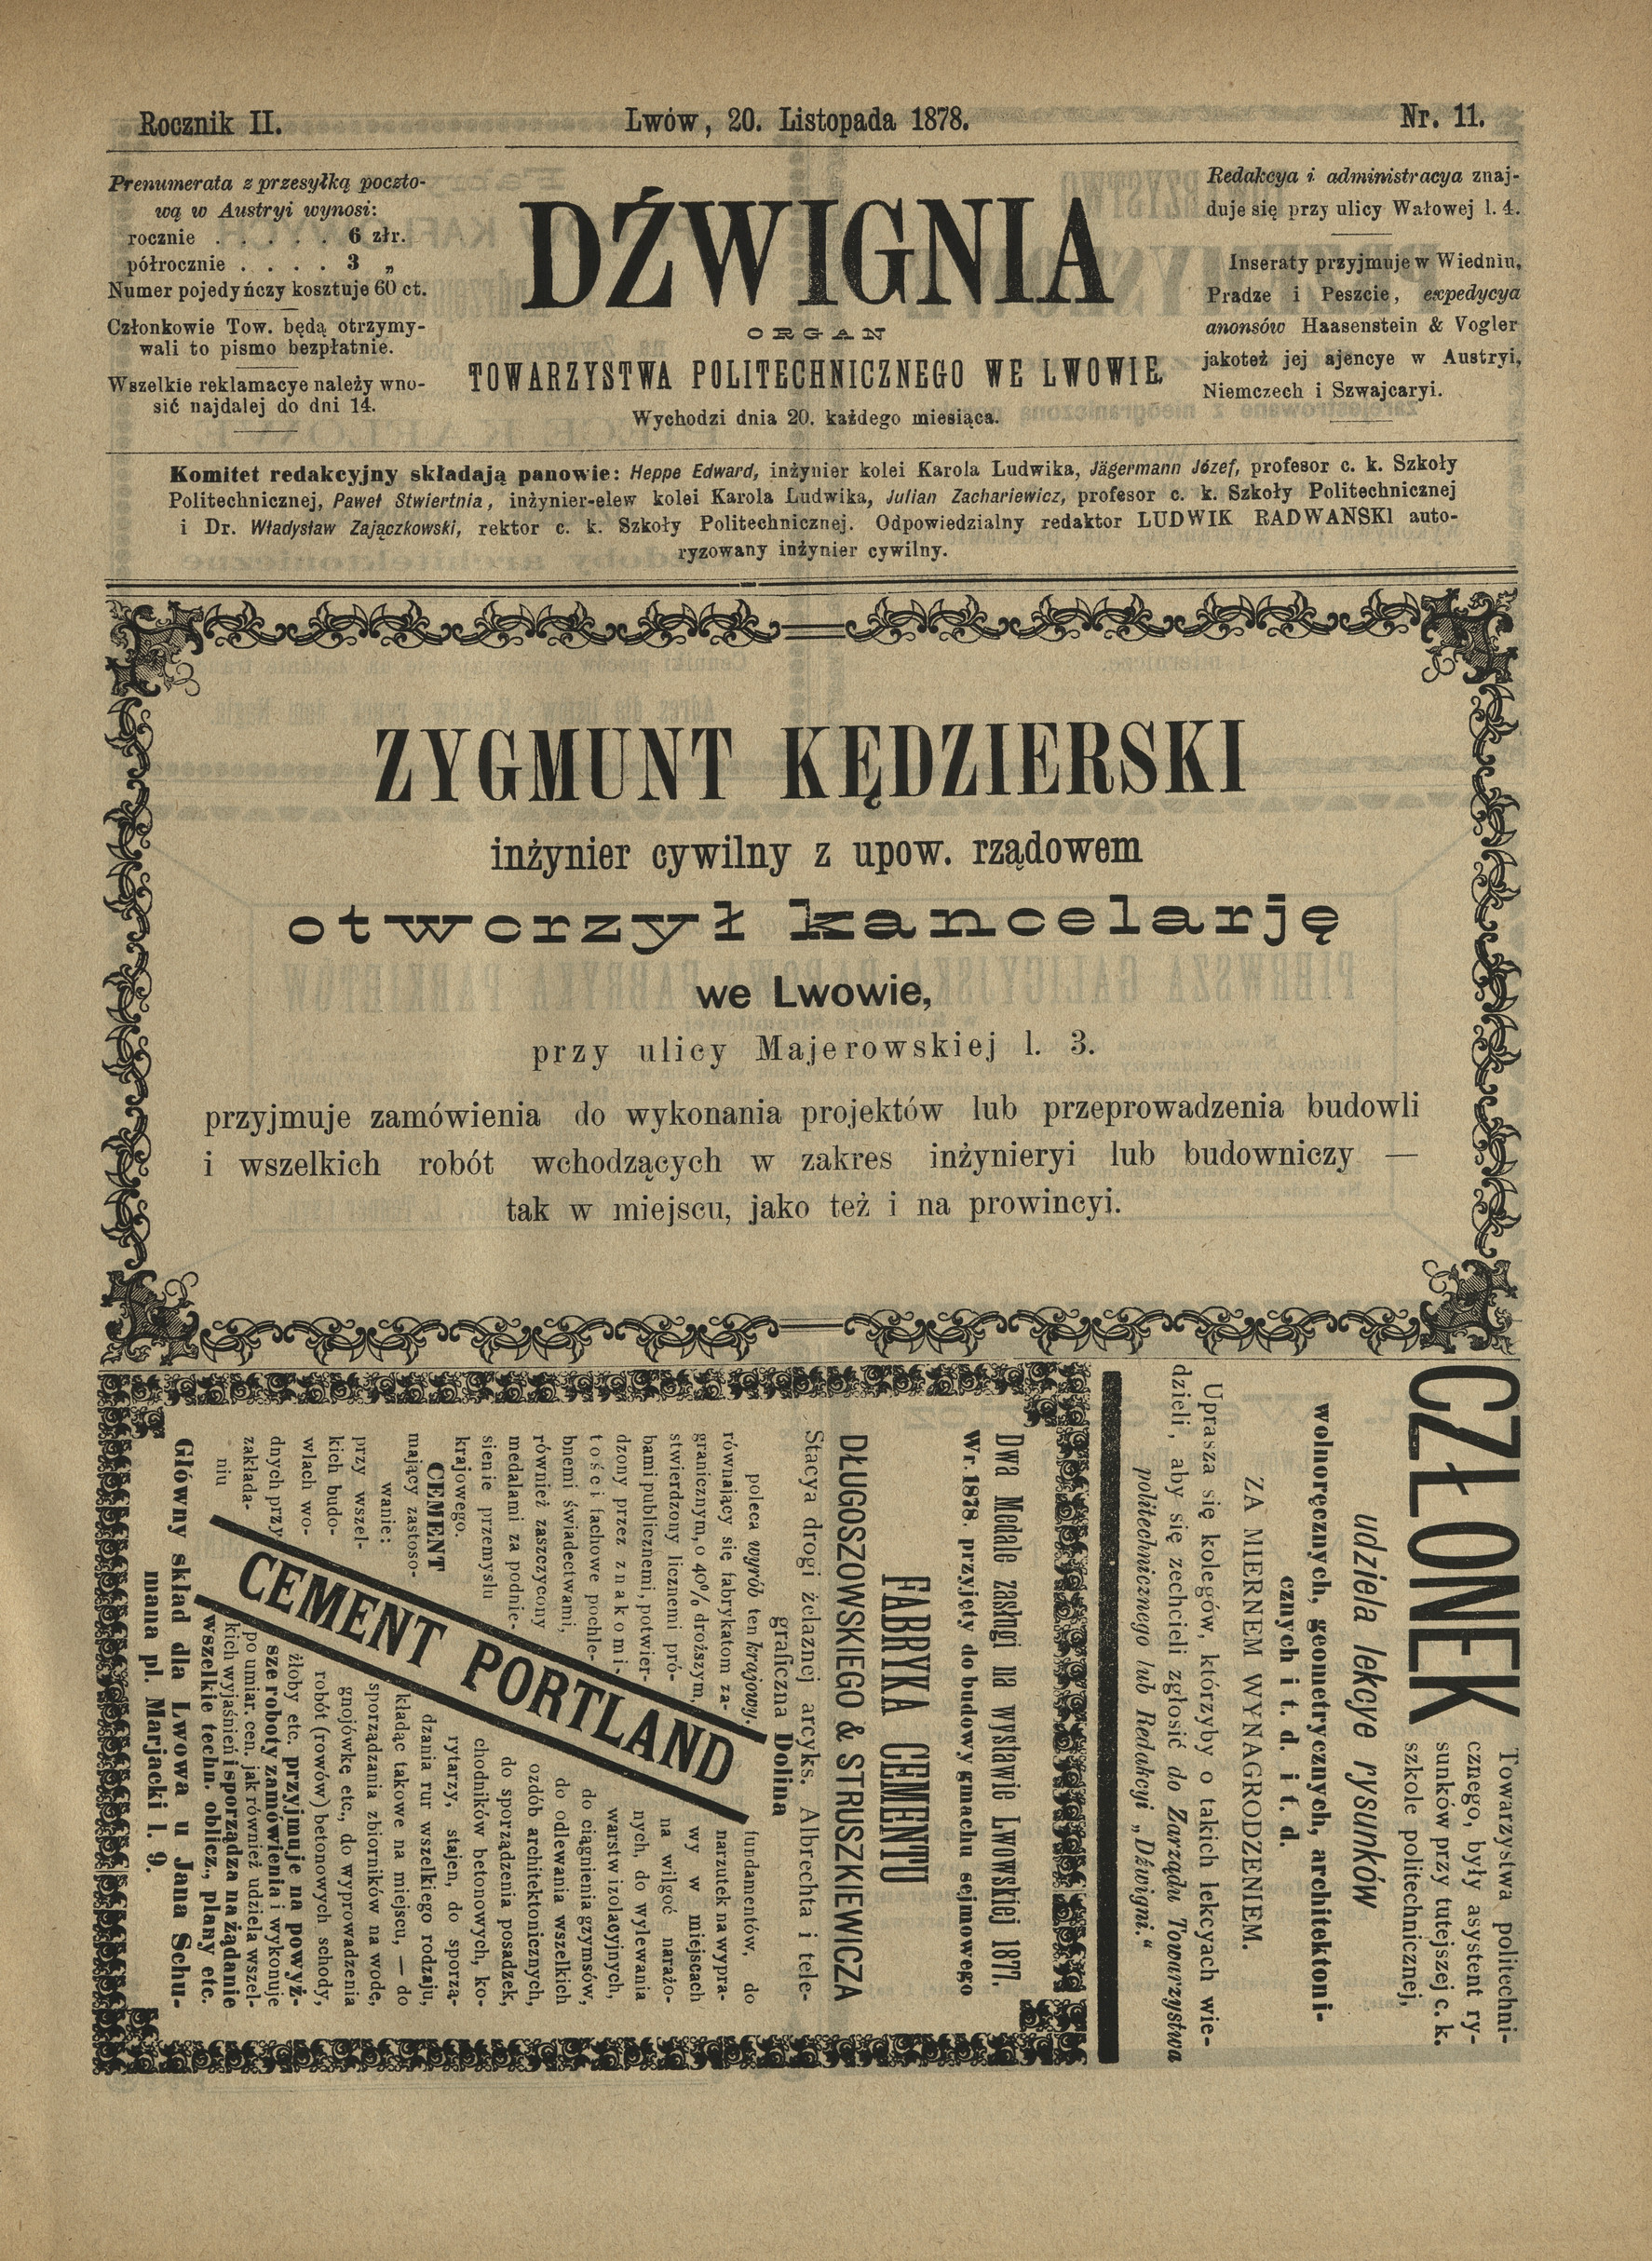 Rocznik II.
Lwów, 20. Listopada 1878.
Nr. 11.
Prenumerata z przesyłką poczto-
wą w Austryi wynosi:
rocznie . . . . . 6 złr.
półrocznie . . . . 3 „
Numer pojedyńczy kosztuje 60 ct.
Członkowie Tow. będą otrzymy-
wali to pismo bezpłatnie.
Wszelkie reklamacye należy wno-
sić najdalej do dni 14.
DŹWIGNIA
ORGAN
TOWARZYSTWA POLITECHNICZNEGO WE LWOWIE
Wychodzi dnia 20. każdego miesiąca.
Redakcya i administracya znaj-
duje się przy ulicy Wałowej l. 4.
Inseraty przyjmuje w Wiedniu,
Pradze i Peszcie, expedycya
anonsów Haasenstein & Vogler
jakoteż jej ajencye w Austryi,
Niemczech i Szwajcaryi.
Komitet redakcyjny składają panowie: Heppe Edward, inżynier kolei Karola Ludwika, Jägermann Józef, profesor c. k. Szkoły
Politechnicznej, Paweł Stwiertnia, inżynier-elew kolei Karola Ludwika, Julian Zachariewicz, profesor c. k. Szkoły Politechnicznej
i Dr. Władysław Zajączkowski, rektor c. k. Szkoły Politechnicznej. Odpowiedzialny redaktor LUDWIK RADWAŃSKI auto-
ryzowany inżynier cywilny.
ZYGMUNT KĘDZIERSKI
inżynier cywilny z upow. rządowem
otworzył kancelarję
we Lwowie,
przy ulicy Majerowskiej l. 3.
przyjmuje zamówienia do wykonania projektów lub przeprowadzenia budowli
i wszelkich robót wchodzących w zakres inżynieryi lub budowniczy —
tak w miejscu, jako też i na prowincyi.
CZŁONEK
Towarzystwa politechni-
cznego, były asystent ry-
sunków przy tutejszej c. k.
szkole politechnicznej,
udziela lekcye rysunków
wolnoręcznych, geometrycznych, architektoni-
cznych i t. d. i t. d.
ZA MIERNEM WYNAGRODZENIEM.
Uprasza się kolegów, którzyby o takich lekcyach wie-
dzieli, aby się zechcieli zgłosić do Zarządu Towarzystwa
politechnicznego lub Redakcyi „Dźwigni.“
Dwa Medale zasługi na wystawie Lwowskiej 1877.
W r. 1878. przyjęty do budowy gmachu sejmowego
FABRYKA CEMENTU
DŁUGOSZOWSKIEGO & STRUSZKIEWICZA
Stacya drogi żelaznej arcyks. Albrechta i tele-
graficzna Dolina
poleca wyrób ten krajowy,
równający się fabrykatom za-
granicznym, o 40% droższym,
stwierdzony licznemi pró-
bami publicznemi, potwier-
dzony przez znakomi-
tości fachowe pochle-
bnemi świadectwami,
również zaszczycony
medalami za podnie-
sienie przemysłu
krajowego.
CEMENT
mający zastoso-
wanie:
przy wszel-
kich budo-
wlach wo-
dnych przy
zakłada-
niu
CEMENT PORTLAND
fundamentów, do
narzutek na wypra-
wy w miejscach
na wilgoć narażo-
nych, do wylewania
warstw izolacyjnych,
do ciągnienia gzymsów,
do odlewania wszelkich
ozdób architektonicznych,
do sporządzenia posadzek,
chodników betonowych, ko-
rytarzy, stajen, do sporzą-
dzania rur wszelkiego rodzaju,
kładąc takowe na miejscu, — do
sporządzania zbiorników na wodę,
gnojówkę etc., do wyprowadzenia
robót (rowów) betonowych schody,
żłoby etc. przyjmuje na powyż-
sze roboty zamówienia i wykonuje
po umiar. cen. jak również udziela wszel-
kich wyjaśnień i sporządza na żądanie
wszelkie techn. oblicz., plany etc.
Główny skład dla Lwowa u Jana Schu-
mana pl. Marjacki l. 9.